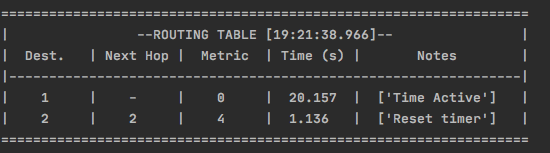 =================================================================
|                --ROUTING TABLE [19:21:38.966]--               |
|  Dest.    |  Next Hop  |  Metric  |  Time (s)  |      Notes     |
|---------------------------------------------------------------|
|    1      |     -      |    0     |   20.157   |  ['Time Active']   |
|    2      |     2      |    4     |   1.136    |  ['Reset timer']   |
=================================================================